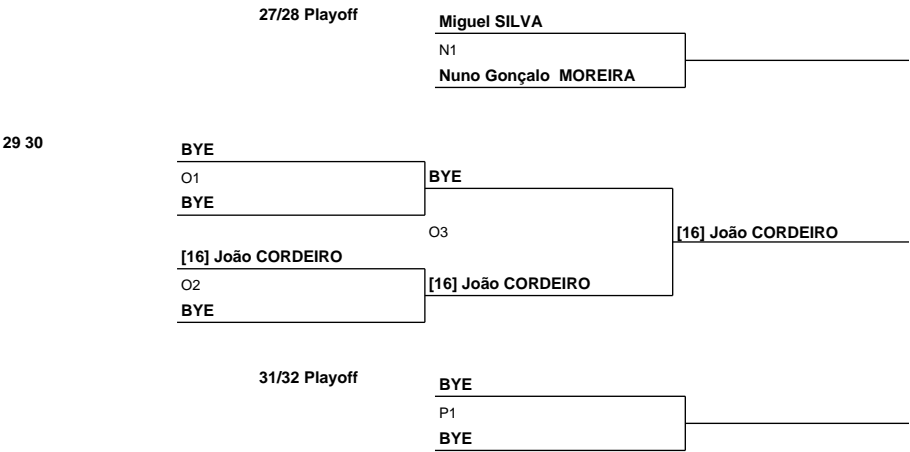 27/28 Playoff
Miguel SILVA
N1
Nuno Gonçalo  MOREIRA
29 30
BYE
O1
BYE
BYE
O3
[16] João CORDEIRO
[16] João CORDEIRO
O2
[16] João CORDEIRO
BYE
31/32 Playoff
BYE
P1
BYE